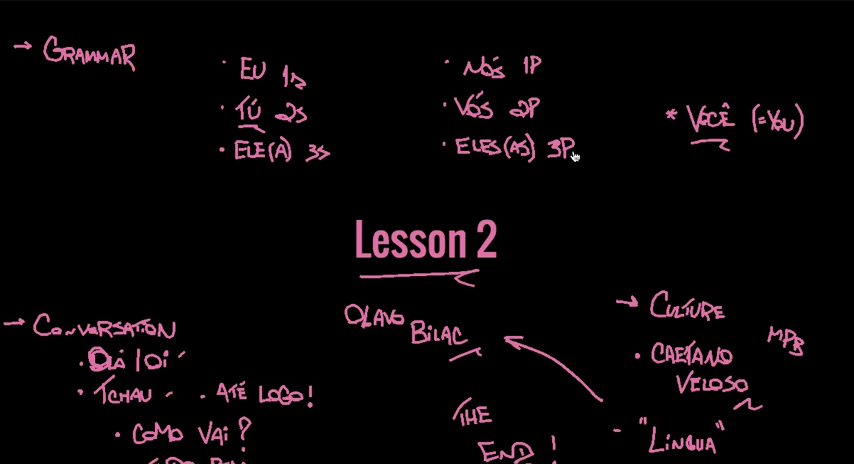 → GRAMMAR
· EU 1S
· TÚ 2S
· ELE(A) 3S
· NÓS 1P
· VÓS 2P
· ELES(AS) 3P
* VOCÊ (=YOU)
Lesson 2
→ CONVERSATION
· OLÁ / OI
· TCHAU · ATÉ LOGO!
· COMO VAI?
OLAVO
BILAC
THE
END!
→ CULTURE
· CAETANO
VELOSO
MPB
- "LÍNGUA"